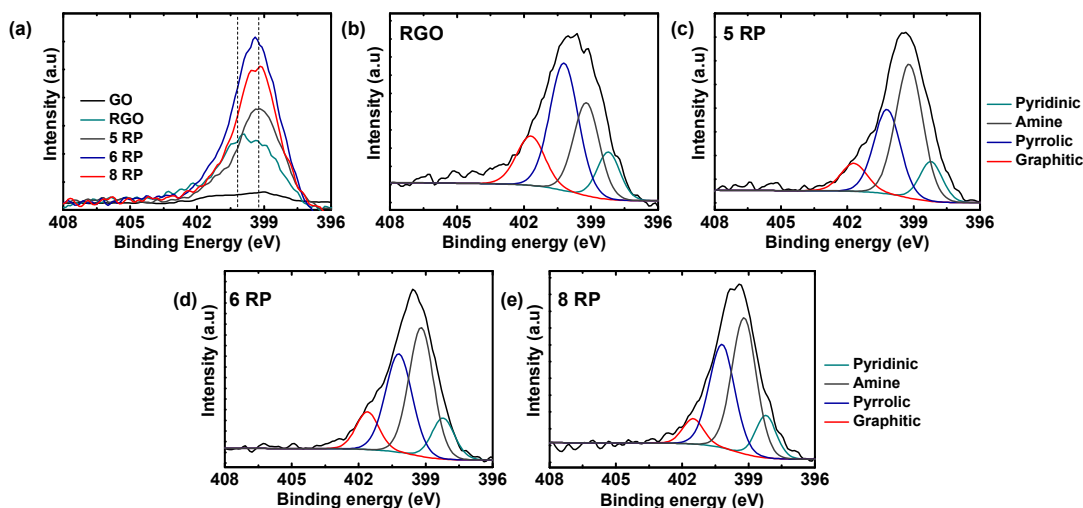 (a)
Intensity (a.u)
GO
RGO
5 RP
6 RP
8 RP
408 405 402 399 396
Binding Energy (eV)
(b)
RGO
Intensity (a.u)
408 405 402 399 396
Binding energy (eV)
(c)
5 RP
Intensity (a.u)
408 405 402 399 396
Binding energy (eV)
Pyridinic
Amine
Pyrrolic
Graphitic
(d)
6 RP
Intensity (a.u)
408 405 402 399 396
Binding energy (eV)
(e)
8 RP
Intensity (a.u)
408 405 402 399 396
Binding energy (eV)
Pyridinic
Amine
Pyrrolic
Graphitic